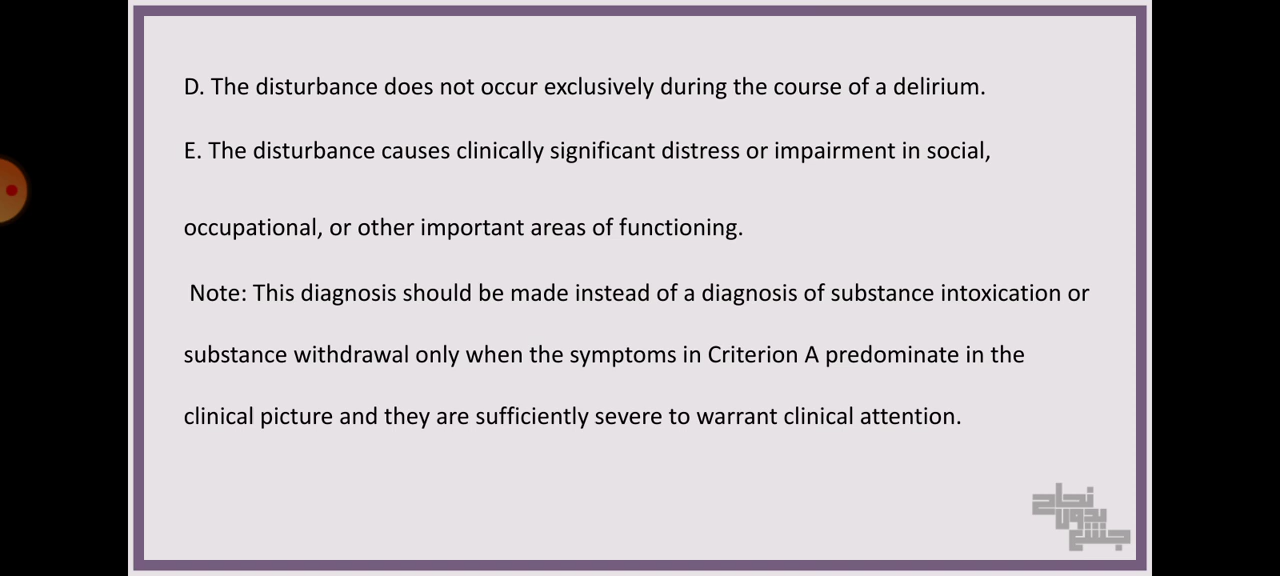 D. The disturbance does not occur exclusively during the course of a delirium.
E. The disturbance causes clinically significant distress or impairment in social,
occupational, or other important areas of functioning.
Note: This diagnosis should be made instead of a diagnosis of substance intoxication or
substance withdrawal only when the symptoms in Criterion A predominate in the
clinical picture and they are sufficiently severe to warrant clinical attention.
نجاح
بدون
جشع